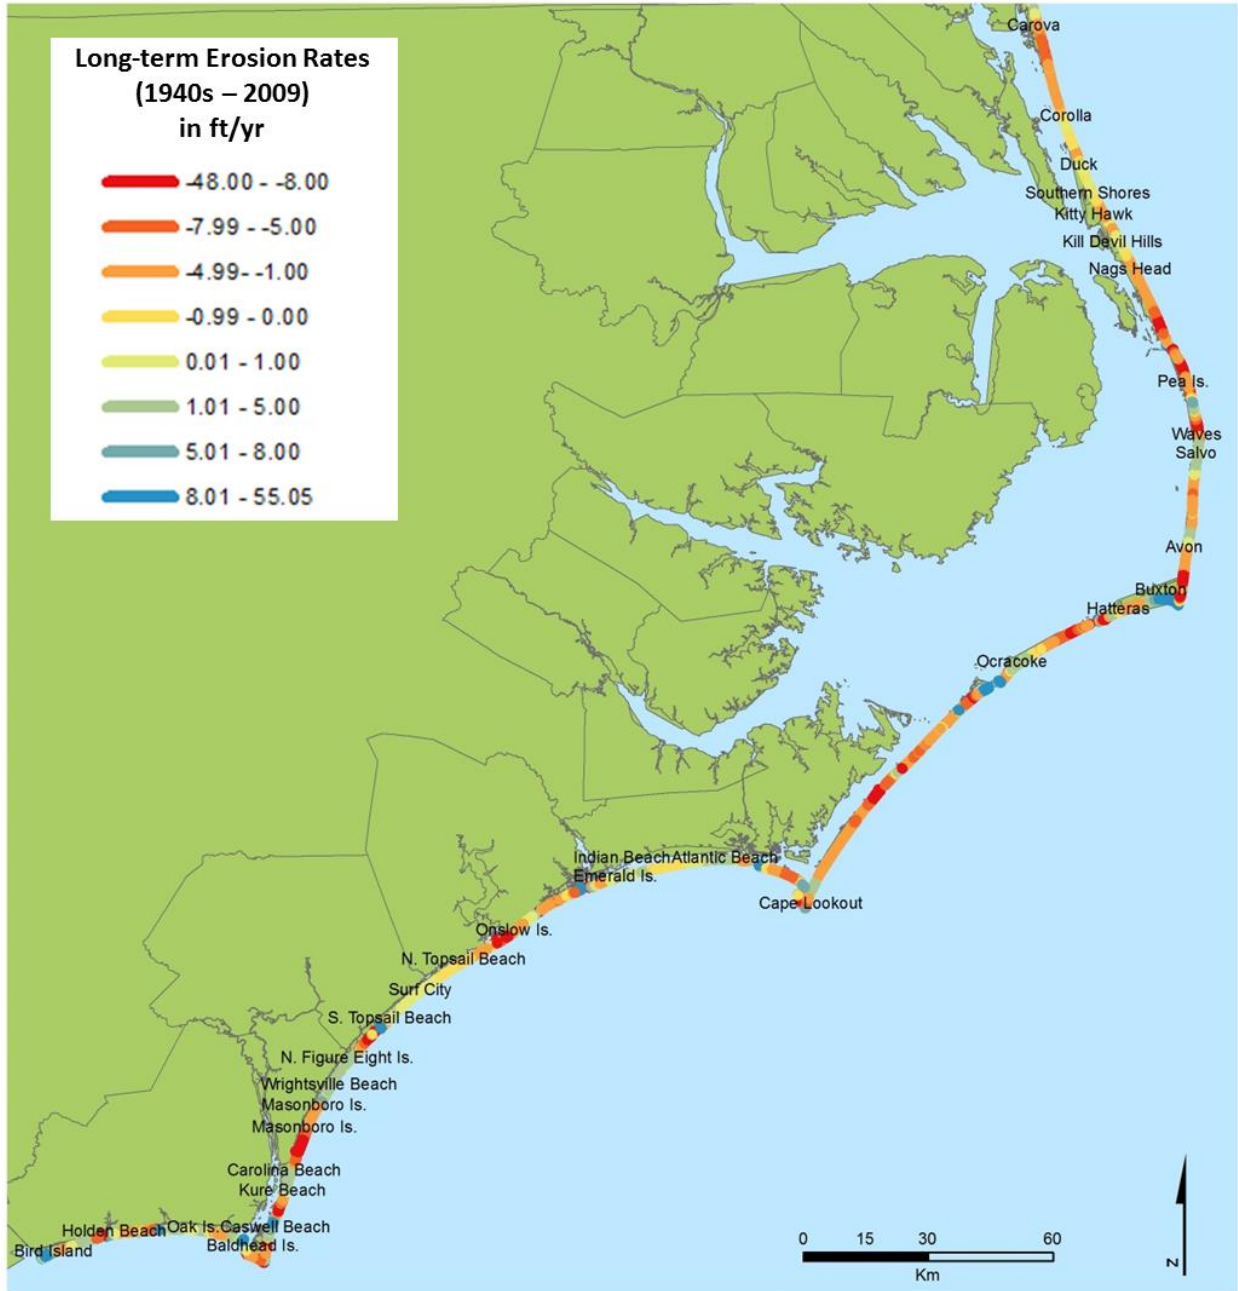 Long-term Erosion Rates
(1940s – 2009)
in ft/yr
-48.00 - -8.00
-7.99 - -5.00
-4.99- -1.00
-0.99 - 0.00
0.01 - 1.00
1.01 - 5.00
5.01 - 8.00
8.01 - 55.05
Carova
Corolla
Duck
Southern Shores
Kitty Hawk
Kill Devil Hills
Nags Head
Pea Is.
Waves
Salvo
Avon
Buxton
Hatteras
Ocracoke
Indian Beach Atlantic Beach
Emerald Is.
Cape Lookout
Onslow Is.
N. Topsail Beach
Surf City
S. Topsail Beach
N. Figure Eight Is.
Wrightsville Beach
Masonboro Is.
Masonboro Is.
Carolina Beach
Kure Beach
Holden Beach Oak Is. Caswell Beach
Bird Island
Baldhead Is.
0 15 30 60
Km
N